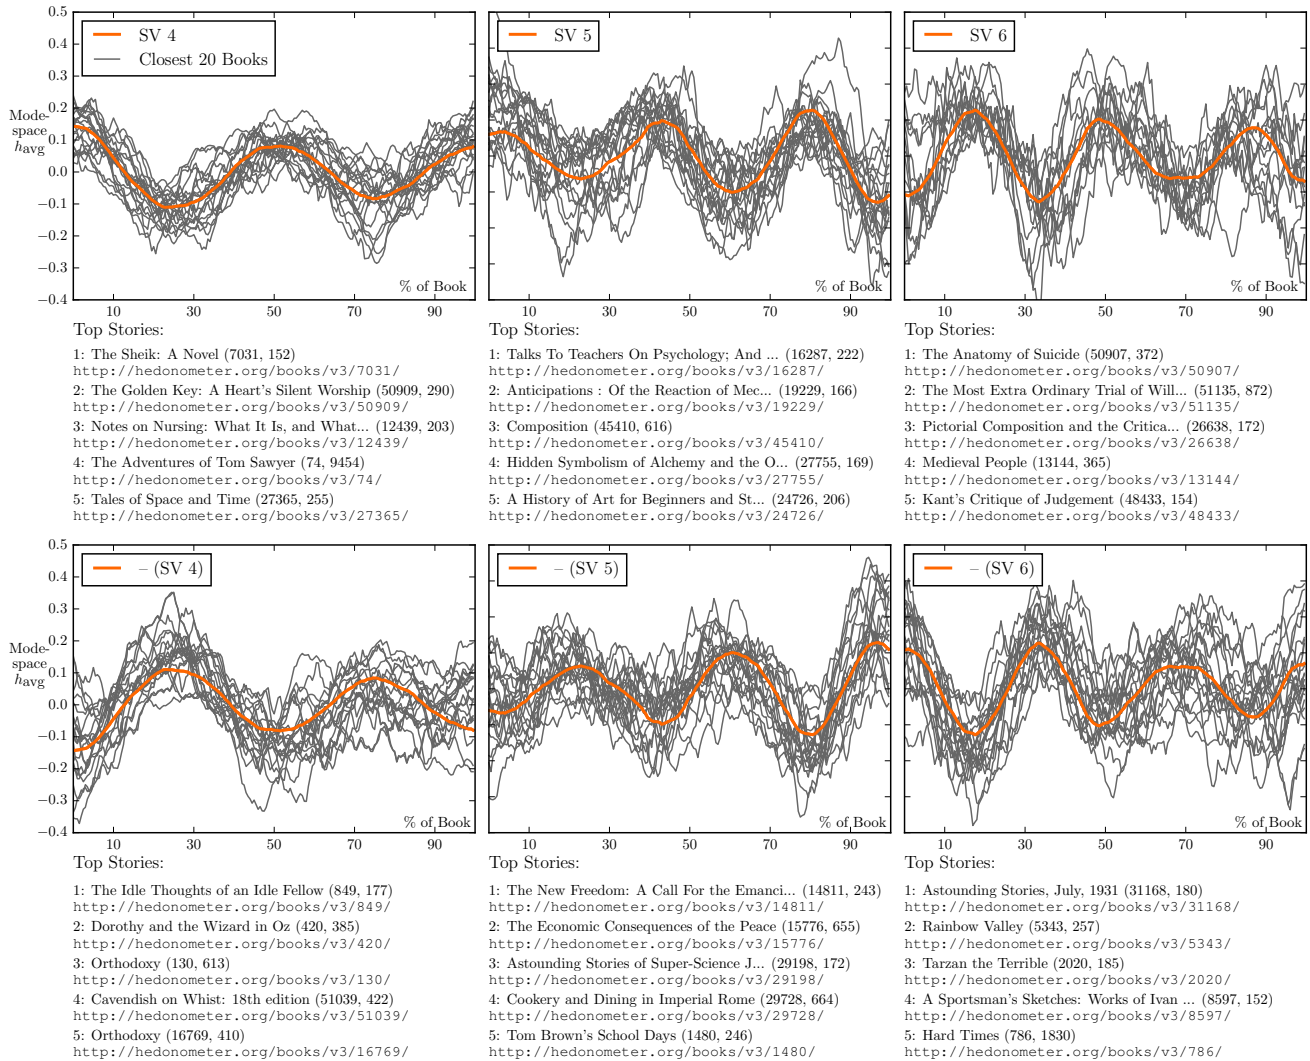 SV 4
Closest 20 Books
SV 5
SV 6
0.5
0.4
0.3
0.2
0.1
0.0
−0.1
−0.2
−0.3
−0.4
Mode-
space
havg
% of Book
% of Book
% of Book
10 30 50 70 90
10 30 50 70 90
10 30 50 70 90
Top Stories:
1: The Sheik: A Novel (7031, 152)
http://hedonometer.org/books/v3/7031/
2: The Golden Key: A Heart's Silent Worship (50909, 290)
http://hedonometer.org/books/v3/50909/
3: Notes on Nursing: What It Is, and What... (12439, 203)
http://hedonometer.org/books/v3/12439/
4: The Adventures of Tom Sawyer (74, 9454)
http://hedonometer.org/books/v3/74/
5: Tales of Space and Time (27365, 255)
http://hedonometer.org/books/v3/27365/
Top Stories:
1: Talks To Teachers On Psychology; And ... (16287, 222)
http://hedonometer.org/books/v3/16287/
2: Anticipations : Of the Reaction of Mec... (19229, 166)
http://hedonometer.org/books/v3/19229/
3: Composition (45410, 616)
http://hedonometer.org/books/v3/45410/
4: Hidden Symbolism of Alchemy and the O... (27755, 169)
http://hedonometer.org/books/v3/27755/
5: A History of Art for Beginners and St... (24726, 206)
http://hedonometer.org/books/v3/24726/
Top Stories:
1: The Anatomy of Suicide (50907, 372)
http://hedonometer.org/books/v3/50907/
2: The Most Extra Ordinary Trial of Will... (51135, 872)
http://hedonometer.org/books/v3/51135/
3: Pictorial Composition and the Critica... (26638, 172)
http://hedonometer.org/books/v3/26638/
4: Medieval People (13144, 365)
http://hedonometer.org/books/v3/13144/
5: Kant's Critique of Judgement (48433, 154)
http://hedonometer.org/books/v3/48433/
– (SV 4)
– (SV 5)
– (SV 6)
0.5
0.4
0.3
0.2
0.1
0.0
−0.1
−0.2
−0.3
−0.4
Mode-
space
havg
% of Book
% of Book
% of Book
10 30 50 70 90
10 30 50 70 90
10 30 50 70 90
Top Stories:
1: The Idle Thoughts of an Idle Fellow (849, 177)
http://hedonometer.org/books/v3/849/
2: Dorothy and the Wizard in Oz (420, 385)
http://hedonometer.org/books/v3/420/
3: Orthodoxy (130, 613)
http://hedonometer.org/books/v3/130/
4: Cavendish on Whist: 18th edition (51039, 422)
http://hedonometer.org/books/v3/51039/
5: Orthodoxy (16769, 410)
http://hedonometer.org/books/v3/16769/
Top Stories:
1: The New Freedom: A Call For the Emanci... (14811, 243)
http://hedonometer.org/books/v3/14811/
2: The Economic Consequences of the Peace (15776, 655)
http://hedonometer.org/books/v3/15776/
3: Astounding Stories of Super-Science J... (29198, 172)
http://hedonometer.org/books/v3/29198/
4: Cookery and Dining in Imperial Rome (29728, 664)
http://hedonometer.org/books/v3/29728/
5: Tom Brown's School Days (1480, 246)
http://hedonometer.org/books/v3/1480/
Top Stories:
1: Astounding Stories, July, 1931 (31168, 180)
http://hedonometer.org/books/v3/31168/
2: Rainbow Valley (5343, 257)
http://hedonometer.org/books/v3/5343/
3: Tarzan the Terrible (2020, 185)
http://hedonometer.org/books/v3/2020/
4: A Sportsman's Sketches: Works of Ivan ... (8597, 152)
http://hedonometer.org/books/v3/8597/
5: Hard Times (786, 1830)
http://hedonometer.org/books/v3/786/